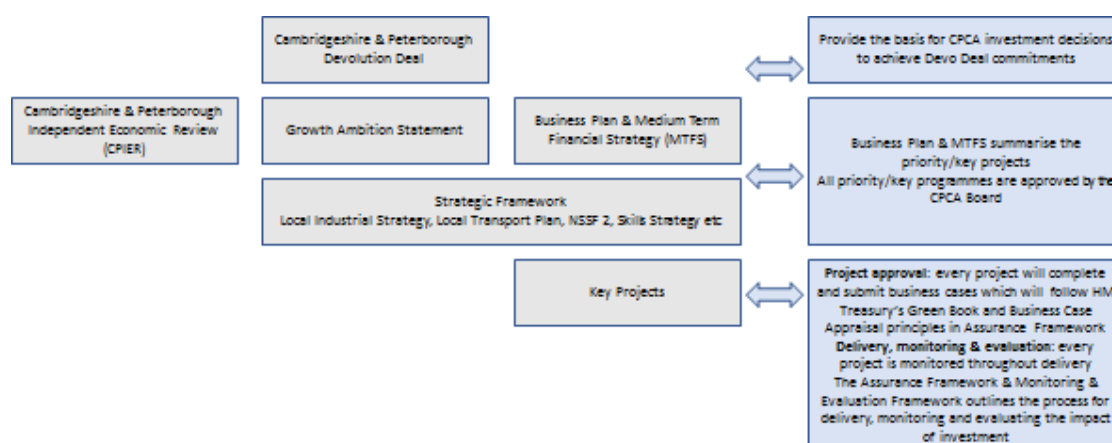 Cambridgeshire & Peterborough
Devolution Deal
Provide the basis for CPCA investment decisions
to achieve Devo Deal commitments
Cambridgeshire & Peterborough
Independent Economic Review
(CPIER)
Growth Ambition Statement
Business Plan & Medium Term
Financial Strategy (MTFS)
Business Plan & MTFS summarise the
priority/key projects
All priority/key programmes are approved by the
CPCA Board
Strategic Framework
Local Industrial Strategy, Local Transport Plan, NSSF 2, Skills Strategy etc
Key Projects
Project approval: every project will complete
and submit business cases which will follow HM
Treasury's Green Book and Business Case
Appraisal principles in Assurance Framework
Delivery, monitoring & evaluation: every
project is monitored throughout delivery
The Assurance Framework & Monitoring &
Evaluation Framework outlines the process for
delivery, monitoring and evaluating the impact
of investment